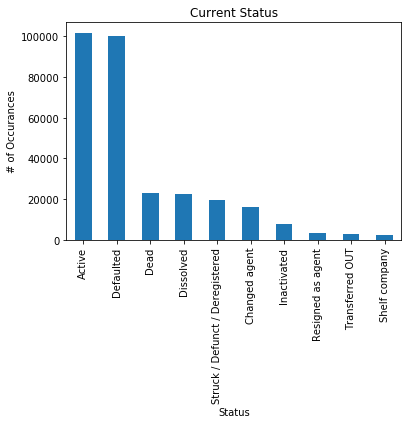 Current Status
# of Occurances
100000
80000
60000
40000
20000
0
Active
Defaulted
Dead
Dissolved
Struck / Defunct / Deregistered
Changed agent
Inactivated
Resigned as agent
Transferred OUT
Shelf company
Status